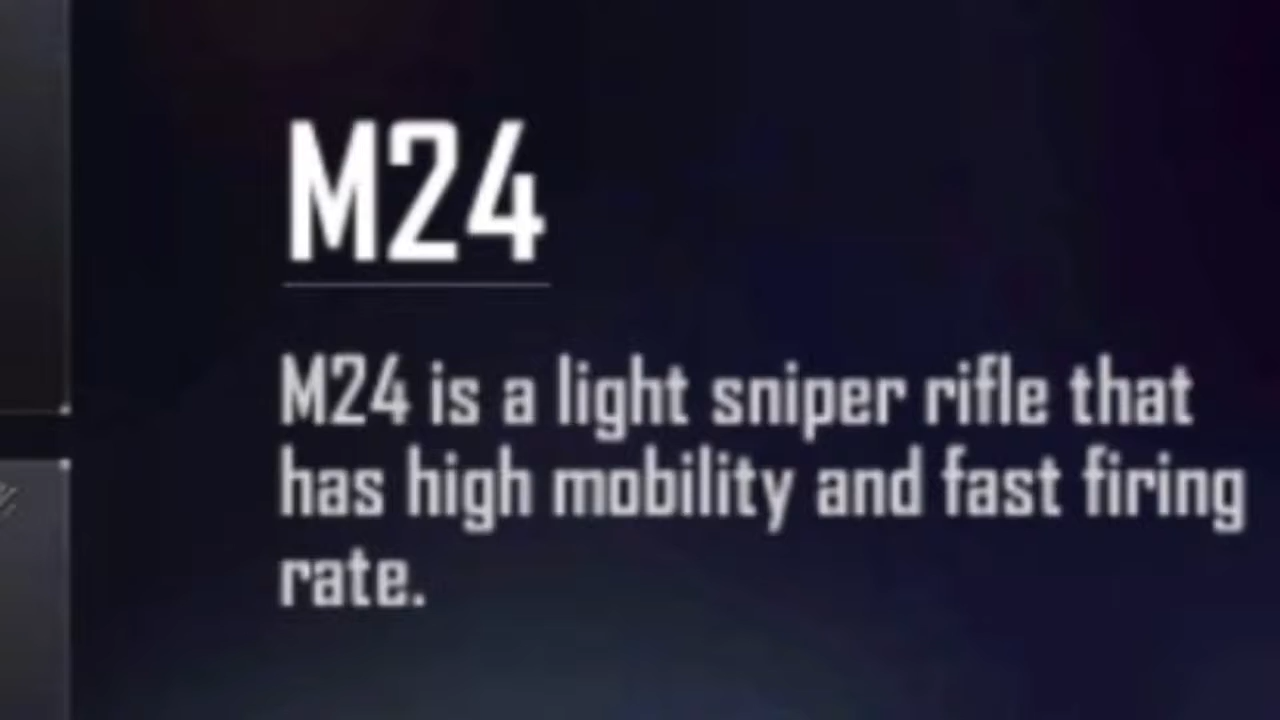 M24
M24 is a light sniper rifle that
has high mobility and fast firing
rate.